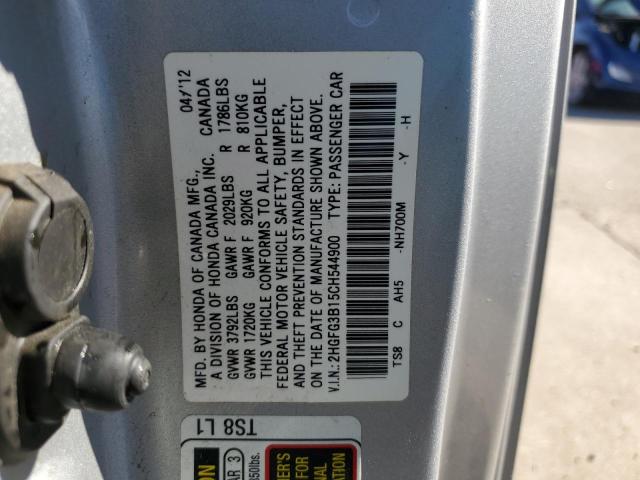 MFD. BY HONDA OF CANADA MFG., 04/'12
A DIVISION OF HONDA CANADA INC. CANADA
GVWR 3792LBS GAWR F 2029LBS R 1786LBS
GVWR 1720KG GAWR F 920KG R 810KG
THIS VEHICLE CONFORMS TO ALL APPLICABLE
FEDERAL MOTOR VEHICLE SAFETY, BUMPER,
AND THEFT PREVENTION STANDARDS IN EFFECT
ON THE DATE OF MANUFACTURE SHOWN ABOVE.
V.I.N.: 2HGFG3B15CH544900 TYPE: PASSENGER CAR
TS8 C AH5 -NH700M -Y -H
TS8 L1
AR 3